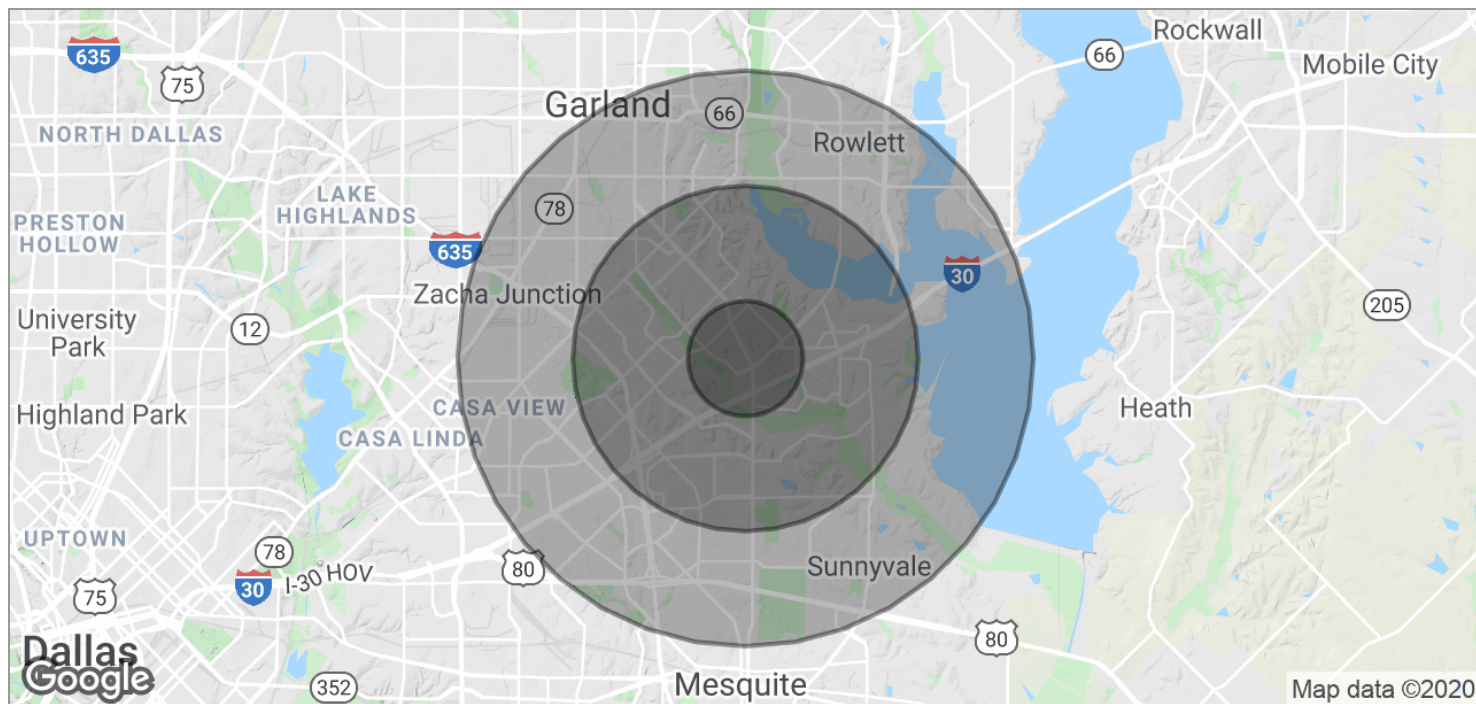 Rockwall
66
635
75
Mobile City
Garland
66
NORTH DALLAS
Rowlett
LAKE
HIGHLANDS
78
PRESTON
HOLLOW
635
30
Zacha Junction
205
University
Park
12
CASA VIEW
Heath
Highland Park
CASA LINDA
UPTOWN
78
80
Sunnyvale
I-30 HOV
30
75
80
Dallas
Google
352
Mesquite
Map data ©2020